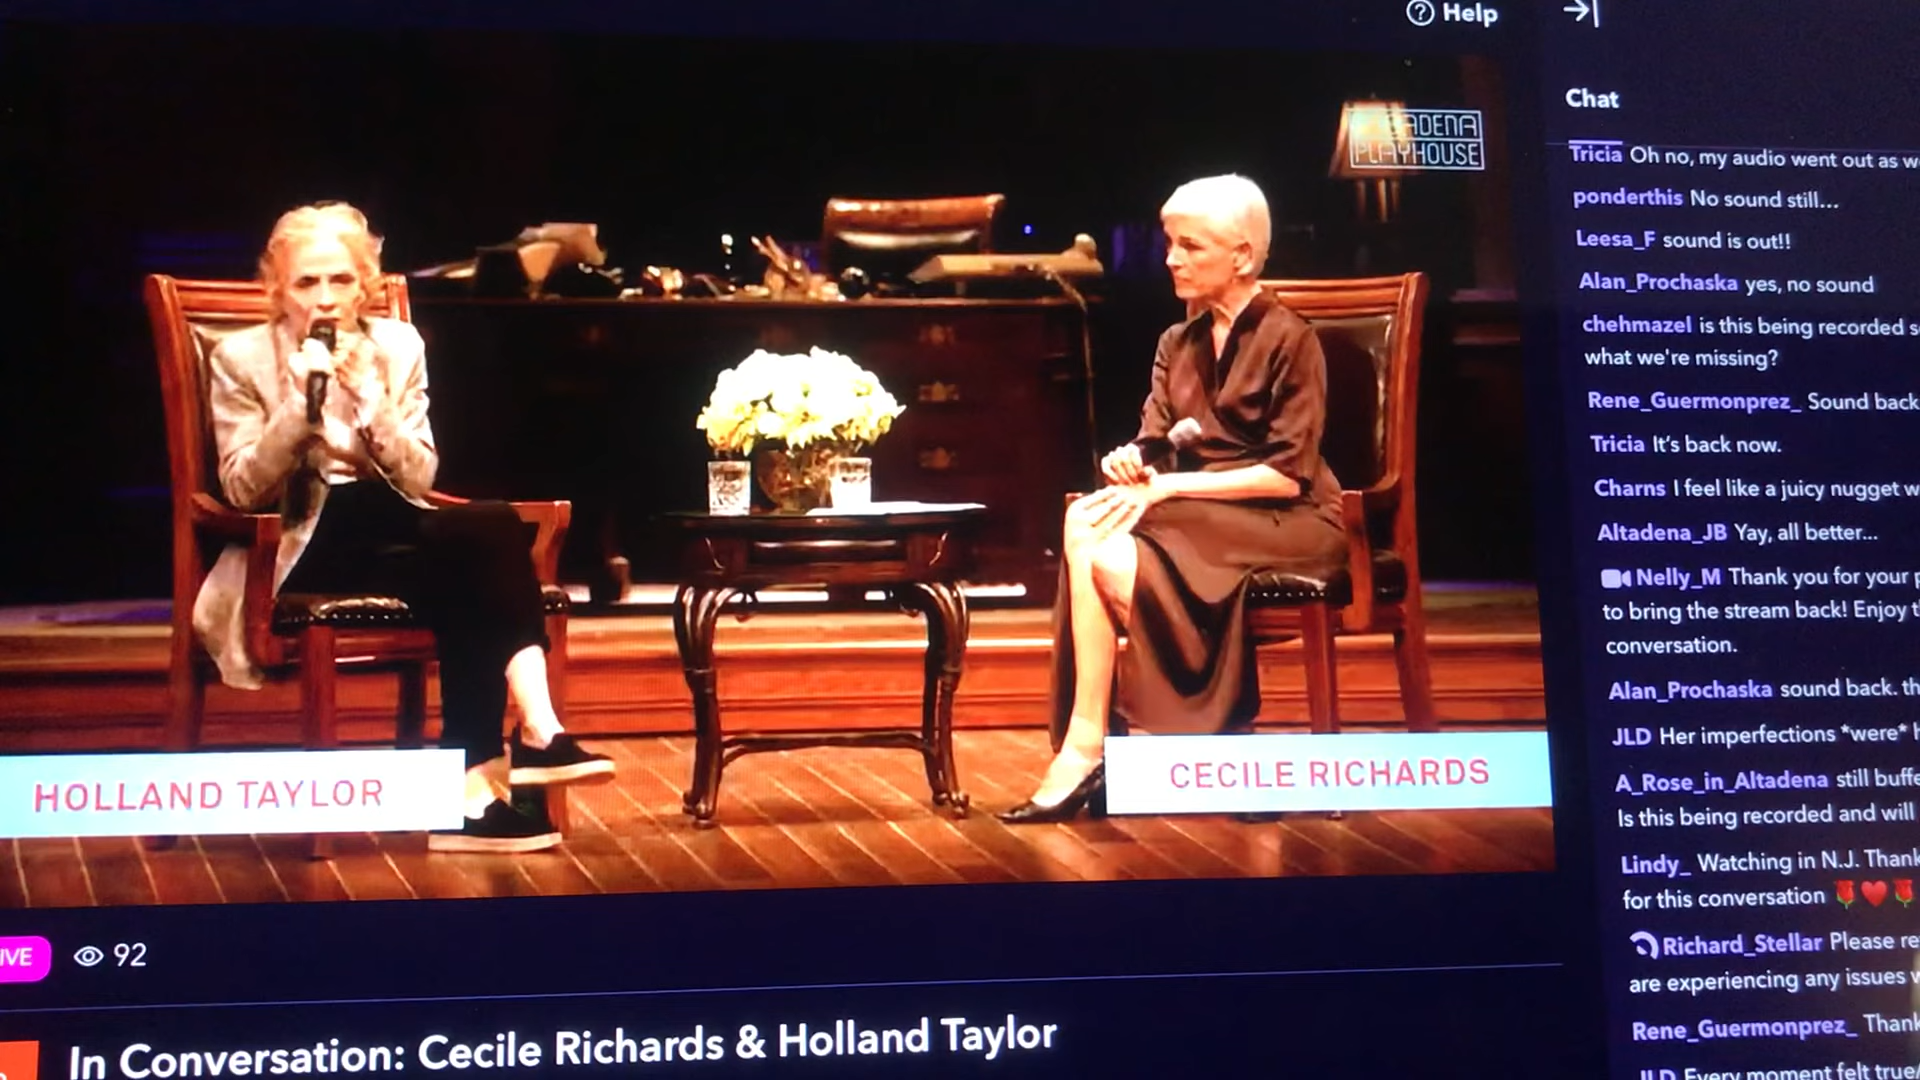 Help
Chat
PLAYHOUSE
Tricia Oh no, my audio went out as
ponderthis No sound still...
Leesa_F sound is out!!
Alan_Prochaska yes, no sound
chehmazel is this being recorded
what we're missing?
Rene_Guermonprez_ Sound back
Tricia It's back now.
Charns I feel like a juicy nugget
Altadena_JB Yay, all better...
Nelly_M Thank you for your
to bring the stream back! Enjoy
conversation.
Alan_Prochaska sound back.
JLD Her imperfections *were*
A_Rose_in_Altadena still
Is this being recorded and will
Lindy_ Watching in N.J.
for this conversation 🌹❤️🌹
Richard_Stellar Please
are experiencing any issues
Rene_Guermonprez_
JLD Every moment felt
HOLLAND TAYLOR
CECILE RICHARDS
92
In Conversation: Cecile Richards & Holland Taylor